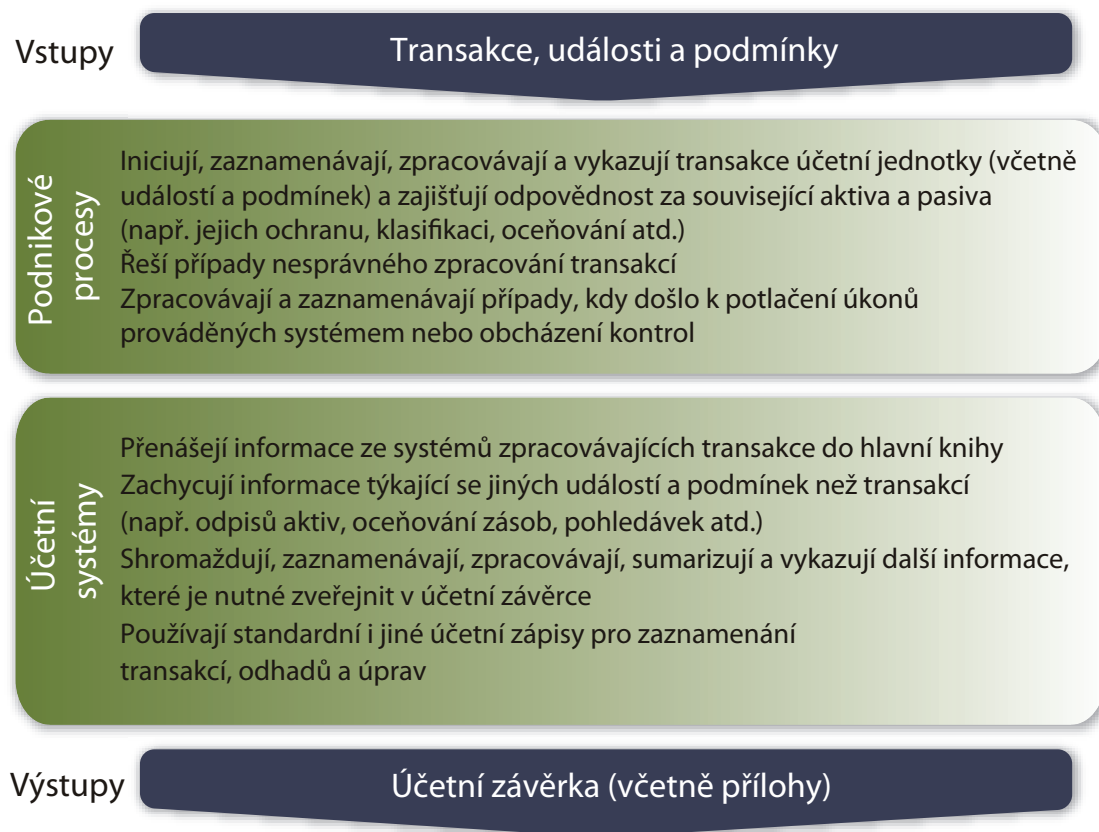 Vstupy
Transakce, události a podmínky
Podnikové
procesy
Iniciují, zaznamenávají, zpracovávají a vykazují transakce účetní jednotky (včetně
událostí a podmínek) a zajišťují odpovědnost za související aktiva a pasiva
(např. jejich ochranu, klasifikaci, oceňování atd.)
Řeší případy nesprávného zpracování transakcí
Zpracovávají a zaznamenávají případy, kdy došlo k potlačení úkonů
prováděných systémem nebo obcházení kontrol
Účetní
systémy
Přenášejí informace ze systémů zpracovávajících transakce do hlavní knihy
Zachycují informace týkající se jiných událostí a podmínek než transakcí
(např. odpisů aktiv, oceňování zásob, pohledávek atd.)
Shromaždují, zaznamenávají, zpracovávají, sumarizují a vykazují další informace,
které je nutné zveřejnit v účetní závěrce
Používají standardní i jiné účetní zápisy pro zaznamenání
transakcí, odhadů a úprav
Výstupy
Účetní závěrka (včetně přílohy)